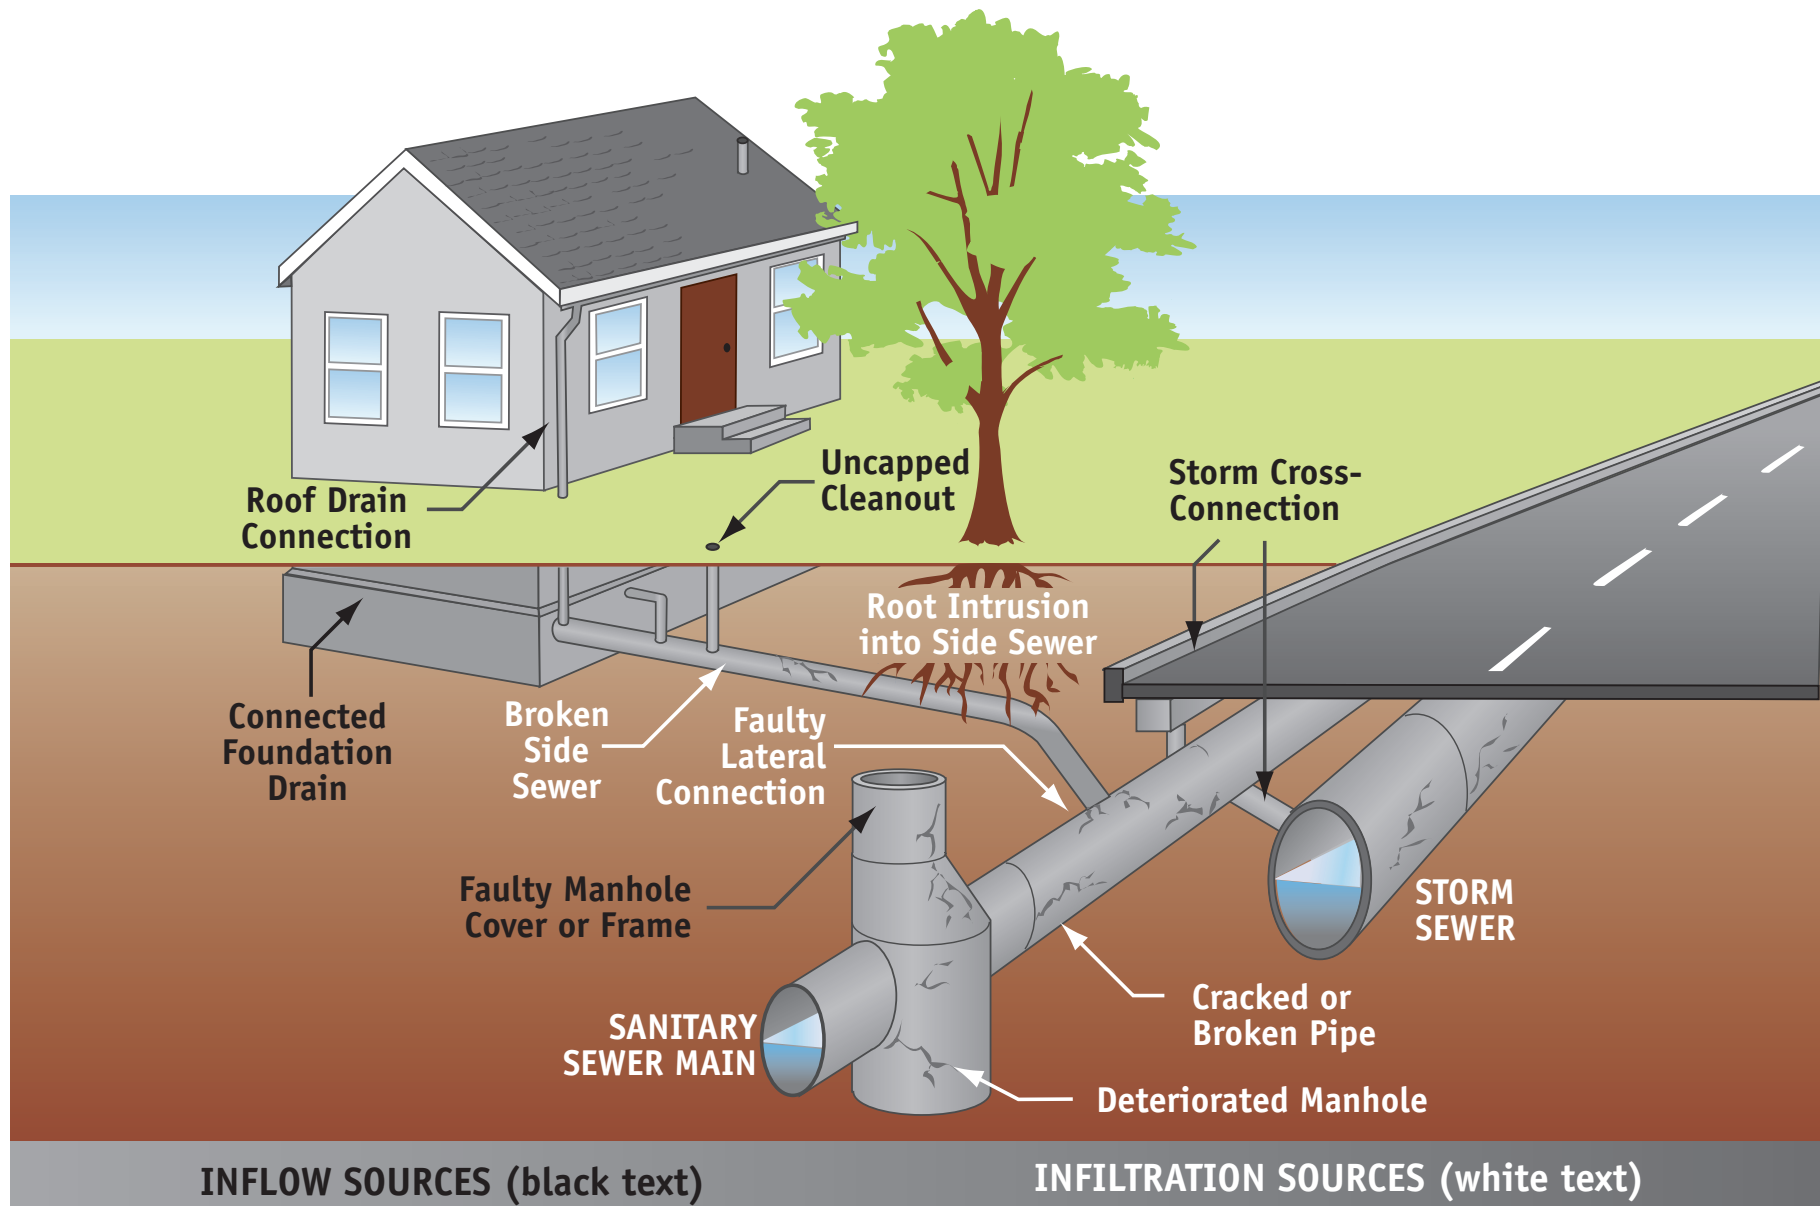 Roof Drain
Connection
Uncapped
Cleanout
Storm Cross-
Connection
Root Intrusion
into Side Sewer
Connected
Foundation
Drain
Broken
Side
Sewer
Faulty
Lateral
Connection
Faulty Manhole
Cover or Frame
STORM
SEWER
Cracked or
Broken Pipe
SANITARY
SEWER MAIN
Deteriorated Manhole
INFLOW SOURCES (black text)
INFILTRATION SOURCES (white text)